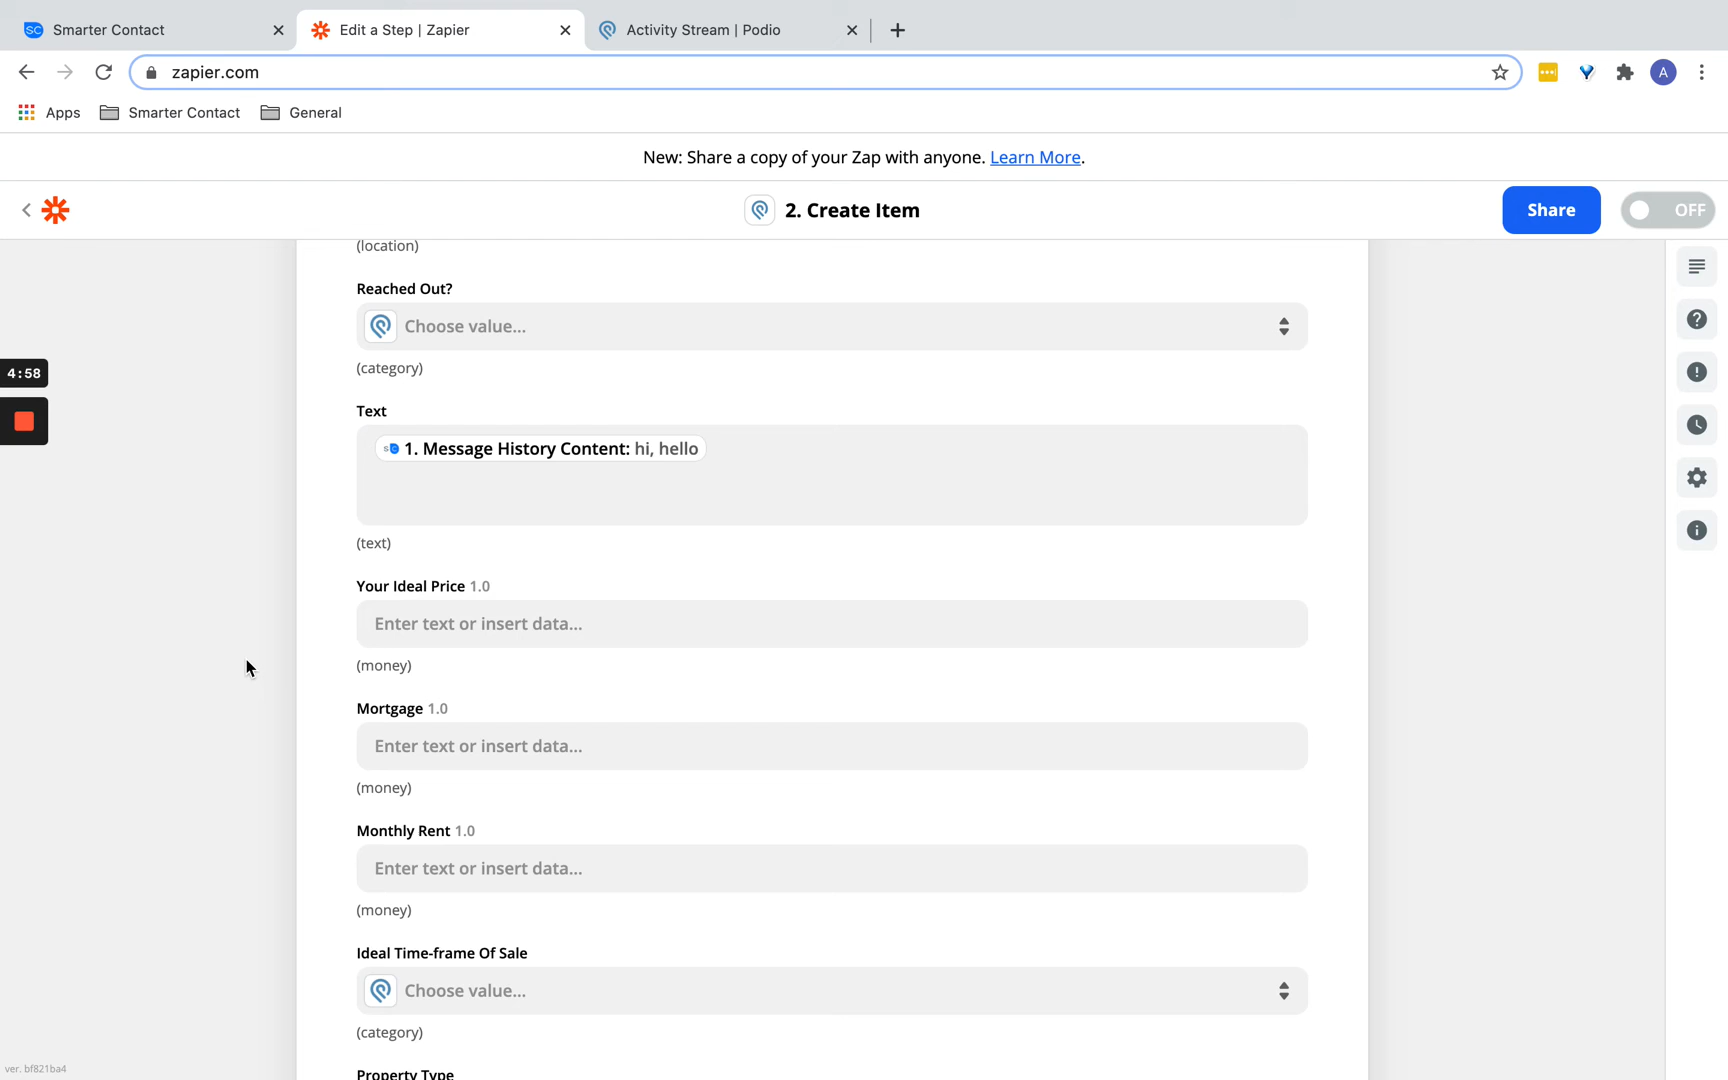 SC Smarter Contact
Edit a Step | Zapier
Activity Stream | Podio
zapier.com
A
Apps
Smarter Contact
General
New: Share a copy of your Zap with anyone. Learn More.
2. Create Item
Share
OFF
(location)
Reached Out?
Choose value...
(category)
4:58
Text
SC 1. Message History Content: hi, hello
(text)
Your Ideal Price 1.0
Enter text or insert data...
(money)
Mortgage 1.0
Enter text or insert data...
(money)
Monthly Rent 1.0
Enter text or insert data...
(money)
Ideal Time-frame Of Sale
Choose value...
(category)
Property Type
ver. bf821ba4